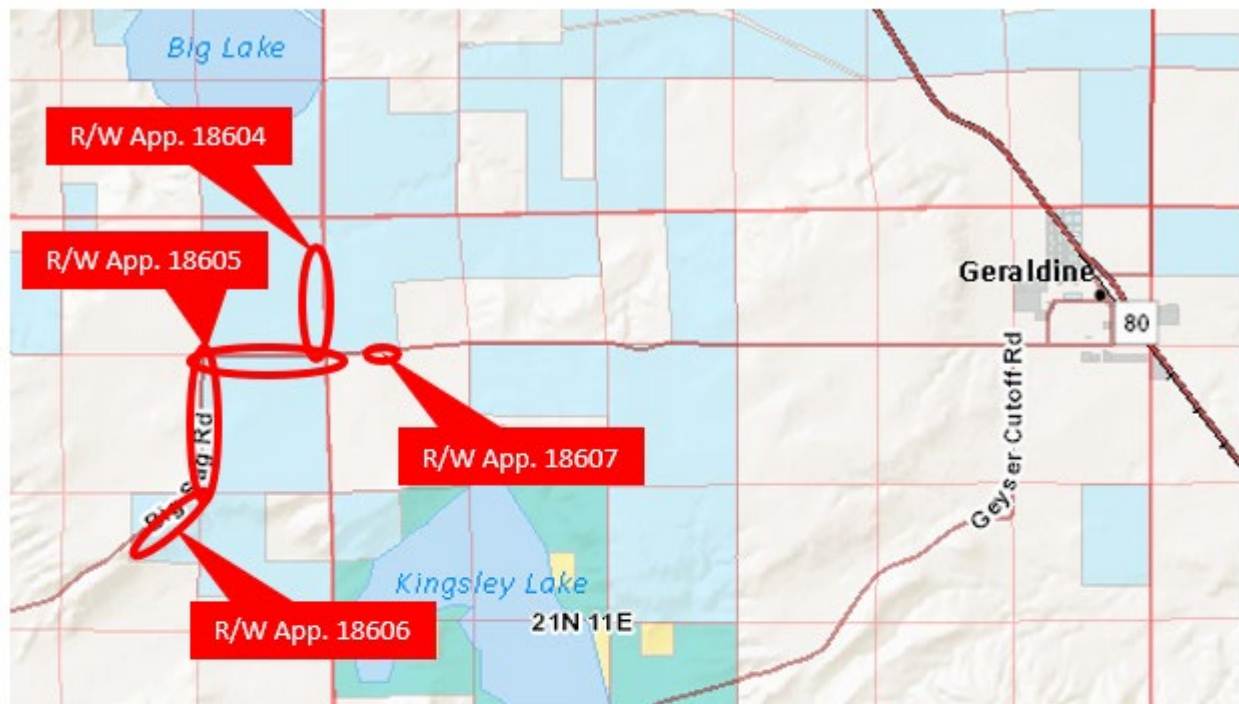 Big Lake
R/W App. 18604
R/W App. 18605
Geraldine
80
Big Sag Rd
Geyser Cutoff Rd
R/W App. 18607
Kingsley Lake
R/W App. 18606
21N 11E